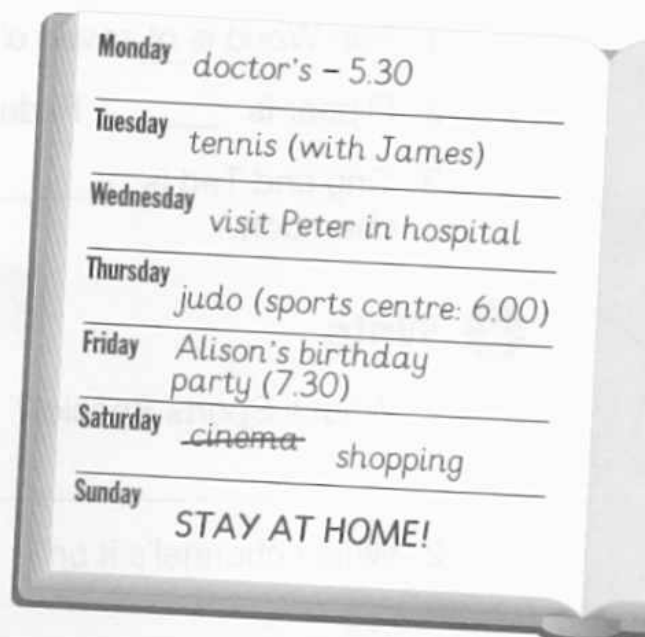 Monday doctor's – 5.30
Tuesday tennis (with James)
Wednesday visit Peter in hospital
Thursday judo (sports centre: 6.00)
Friday Alison's birthday
party (7.30)
Saturday cinema shopping
Sunday
STAY AT HOME!